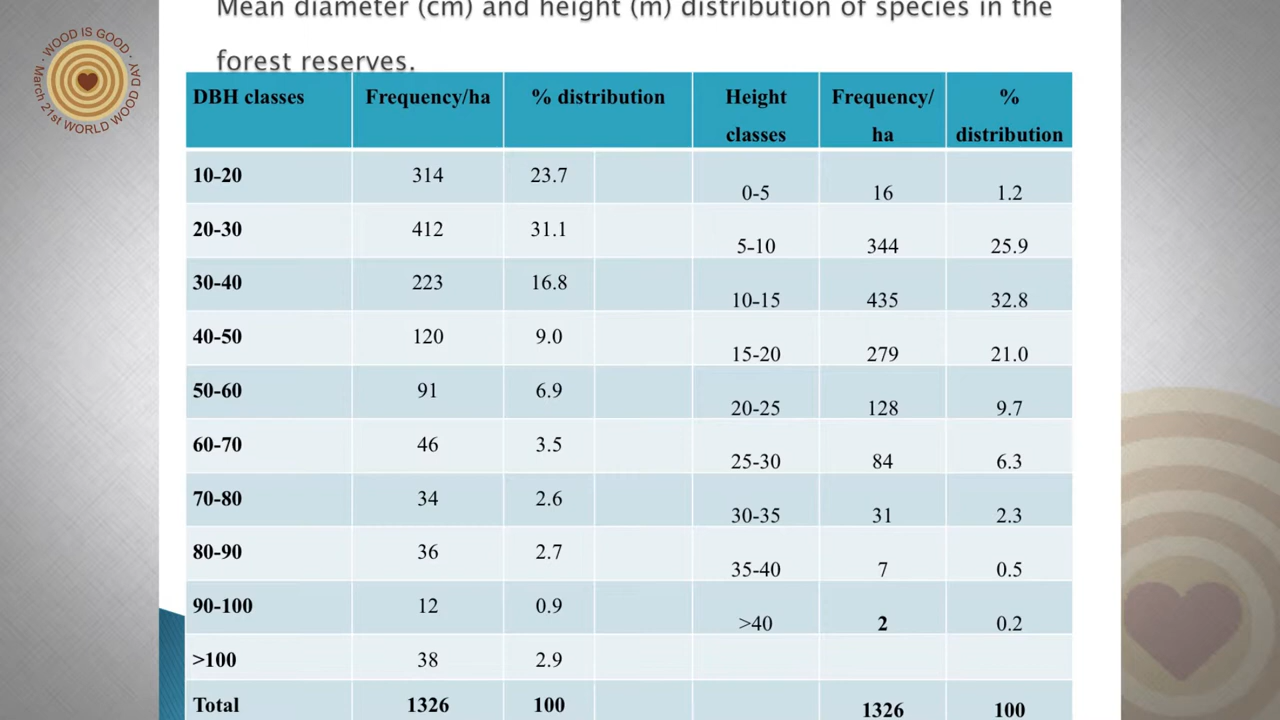 Mean diameter (cm) and height (m) distribution of species in the
forest reserves.
WOOD IS GOOD · March 21st WORLD WOOD DAY ·
DBH classes Frequency/ha % distribution Height classes Frequency/ha % distribution
10-20 314 23.7 0-5 16 1.2
20-30 412 31.1 5-10 344 25.9
30-40 223 16.8 10-15 435 32.8
40-50 120 9.0 15-20 279 21.0
50-60 91 6.9 20-25 128 9.7
60-70 46 3.5 25-30 84 6.3
70-80 34 2.6 30-35 31 2.3
80-90 36 2.7 35-40 7 0.5
90-100 12 0.9 >40 2 0.2
>100 38 2.9
Total 1326 100 1326 100